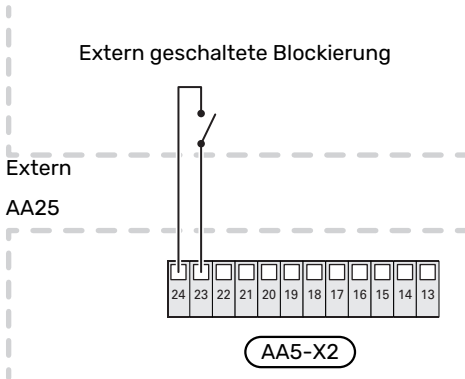 Extern geschaltete Blockierung
Extern
AA25
24 23 22 21 20 19 18 17 16 15 14 13
AA5-X2